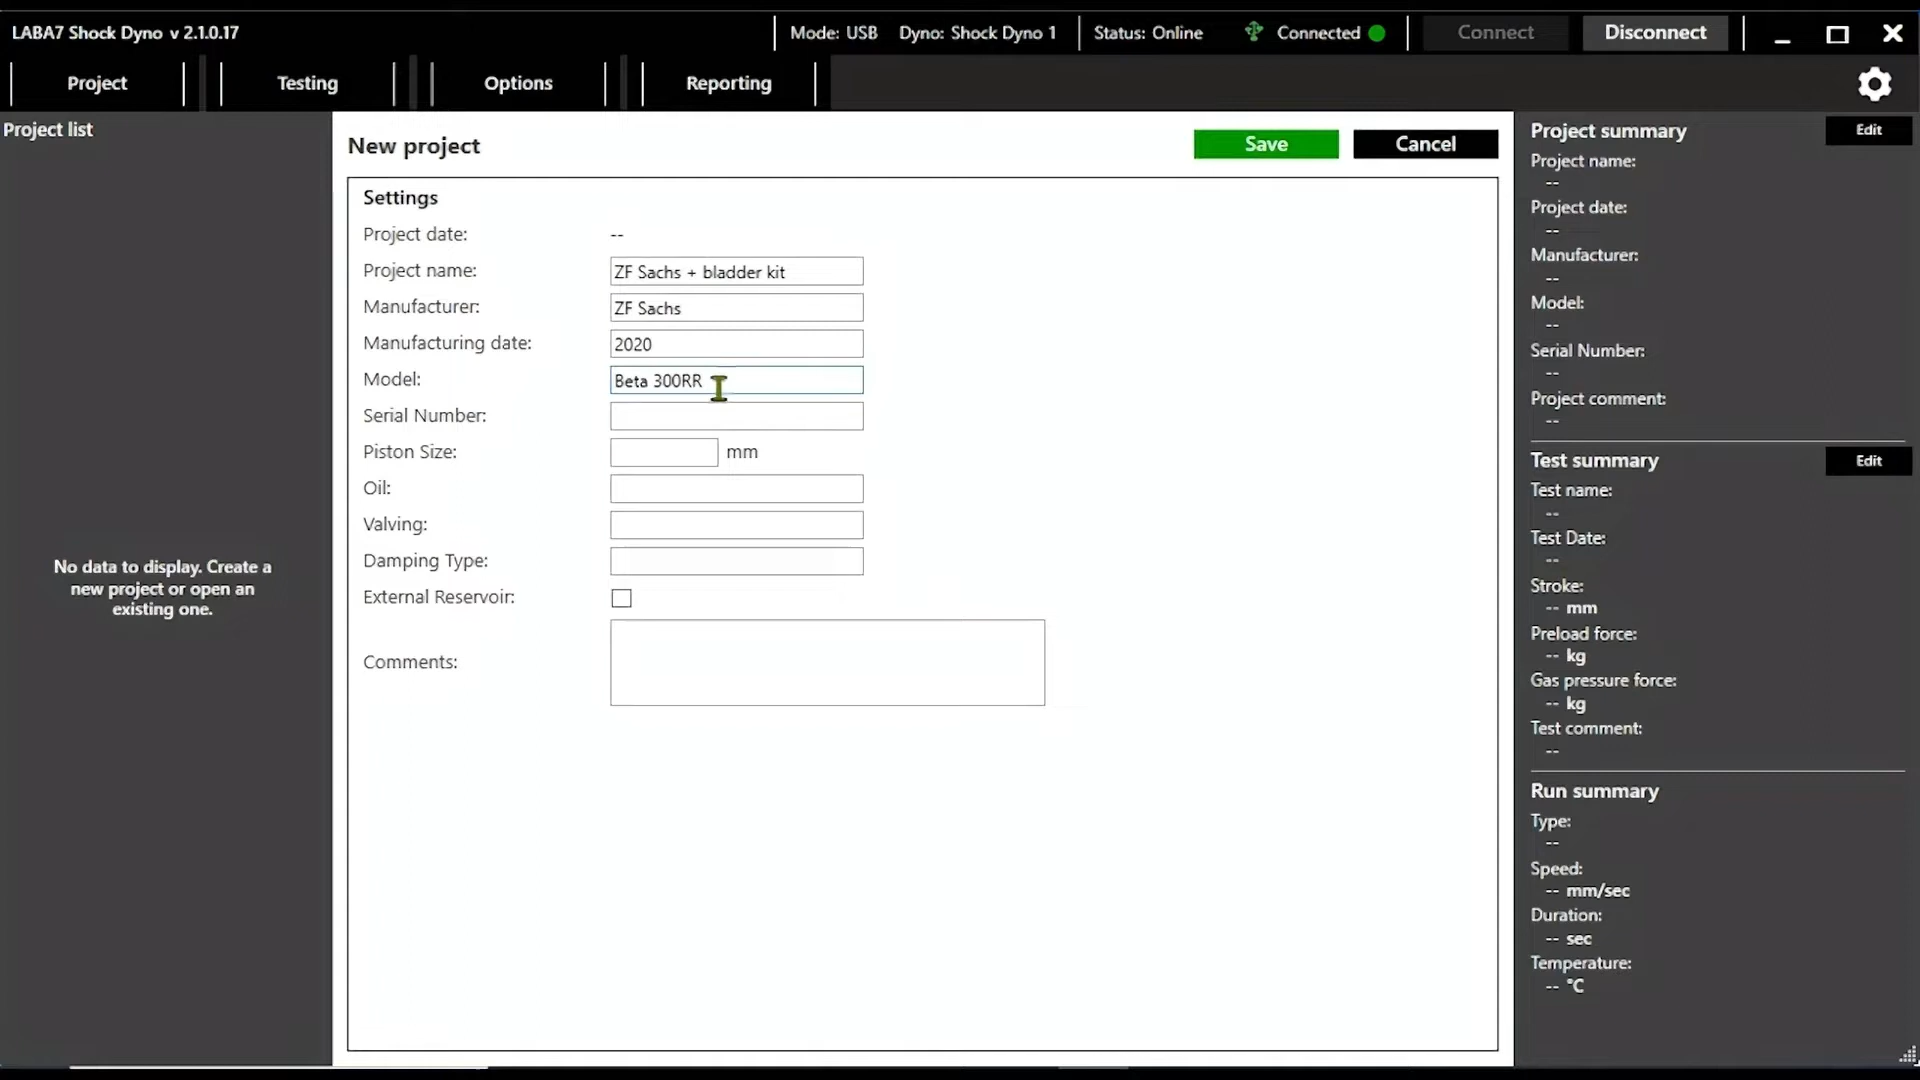 LABA7 Shock Dyno v 2.1.0.17
Mode: USB
Dyno: Shock Dyno 1
Status: Online
Connected
Connect
Disconnect
Project
Testing
Options
Reporting
Project list
No data to display. Create a
new project or open an
existing one.
New project
Save
Cancel
Settings
Project date:
--
Project name:
ZF Sachs + bladder kit
Manufacturer:
ZF Sachs
Manufacturing date:
2020
Model:
Beta 300RR
Serial Number:
Piston Size:
mm
Oil:
Valving:
Damping Type:
External Reservoir:
Comments:
Project summary
Edit
Project name:
--
Project date:
--
Manufacturer:
--
Model:
--
Serial Number:
--
Project comment:
--
Test summary
Edit
Test name:
--
Test Date:
--
Stroke:
-- mm
Preload force:
-- kg
Gas pressure force:
-- kg
Test comment:
--
Run summary
Type:
--
Speed:
-- mm/sec
Duration:
-- sec
Temperature:
-- °C